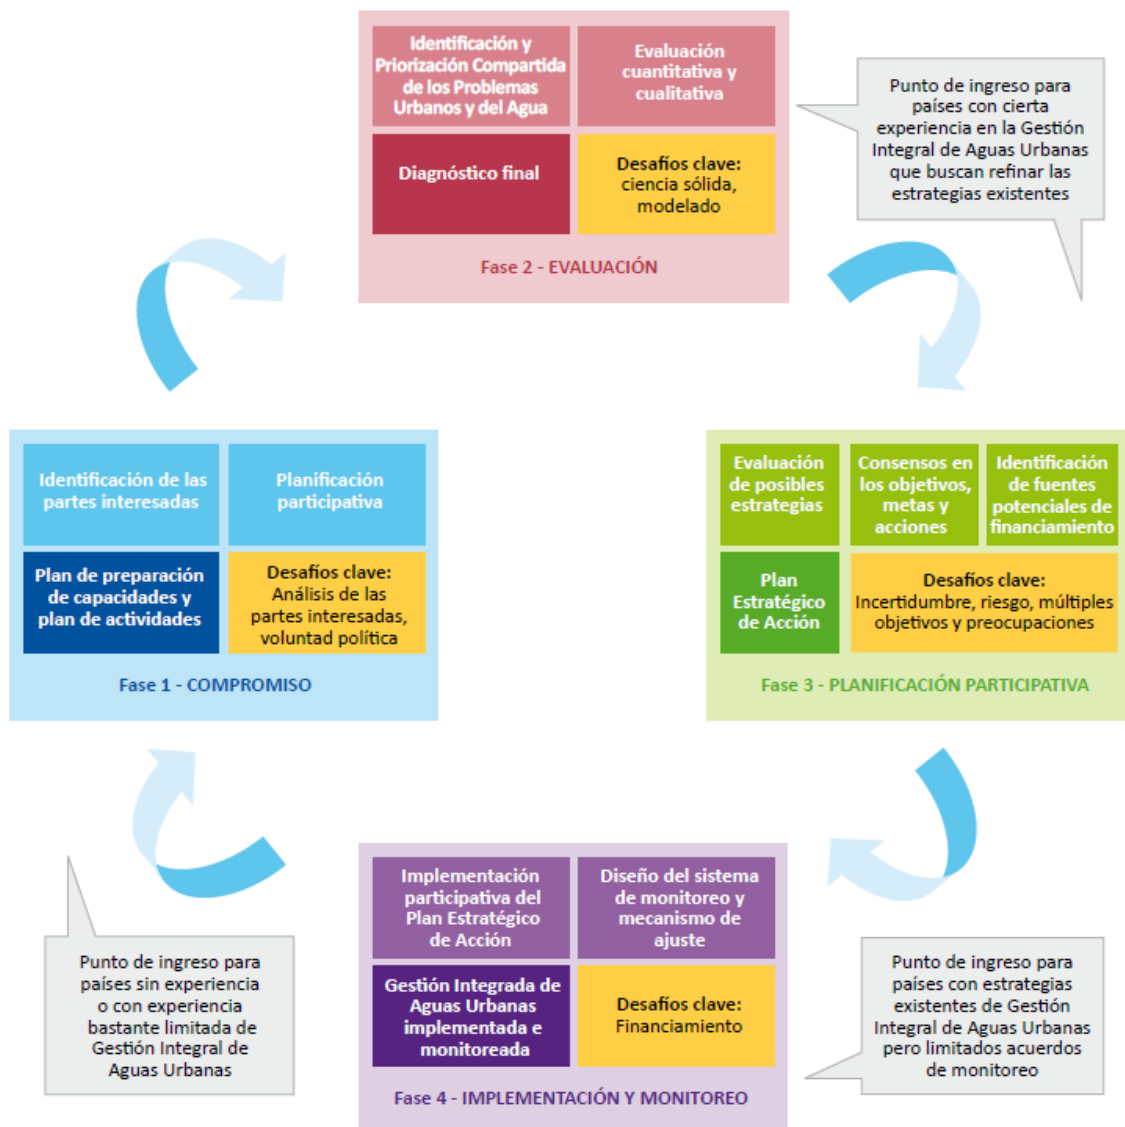 Identificación y
Priorización Compartida
de los Problemas
Urbanos y del Agua
Evaluación
cuantitativa y
cualitativa
Diagnóstico final
Desafíos clave:
ciencia sólida,
modelado
Fase 2 - EVALUACIÓN
Punto de ingreso para
países con cierta
experiencia en la Gestión
Integral de Aguas Urbanas
que buscan refinar las
estrategias existentes
Identificación de las
partes interesadas
Planificación
participativa
Plan de preparación
de capacidades y
plan de actividades
Desafíos clave:
Análisis de las
partes interesadas,
voluntad política
Fase 1 - COMPROMISO
Evaluación
de posibles
estrategias
Consensos en
los objetivos,
metas y
acciones
Identificación
de fuentes
potenciales de
financiamiento
Plan
Estratégico
de Acción
Desafíos clave:
Incertidumbre, riesgo, múltiples
objetivos y preocupaciones
Fase 3 - PLANIFICACIÓN PARTICIPATIVA
Implementación
participativa del
Plan Estratégico
de Acción
Diseño del sistema
de monitoreo y
mecanismo de
ajuste
Gestión Integrada de
Aguas Urbanas
implementada e
monitoreada
Desafíos clave:
Financiamiento
Fase 4 - IMPLEMENTACIÓN Y MONITOREO
Punto de ingreso para
países sin experiencia
o con experiencia
bastante limitada de
Gestión Integral de
Aguas Urbanas
Punto de ingreso para
países con estrategias
existentes de Gestión
Integral de Aguas Urbanas
pero limitados acuerdos
de monitoreo